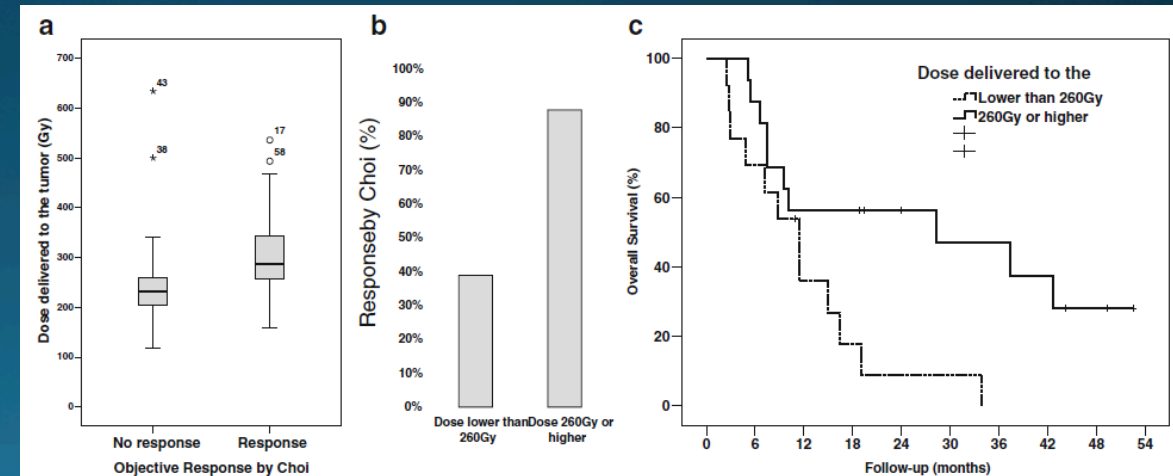 a
700
600
500
400
300
200
100
0
Dose delivered to the tumor (Gy)
43
38
17
58
No response Response
Objective Response by Choi
b
100%
90%
80%
70%
60%
50%
40%
30%
20%
10%
0%
Responseby Choi (%)
Dose lower than
260Gy
Dose 260Gy or
higher
c
100
80
60
40
20
0
Overall Survival (%)
Dose delivered to the
Lower than 260Gy
260Gy or higher
0 6 12 18 24 30 36 42 48 54
Follow-up (months)